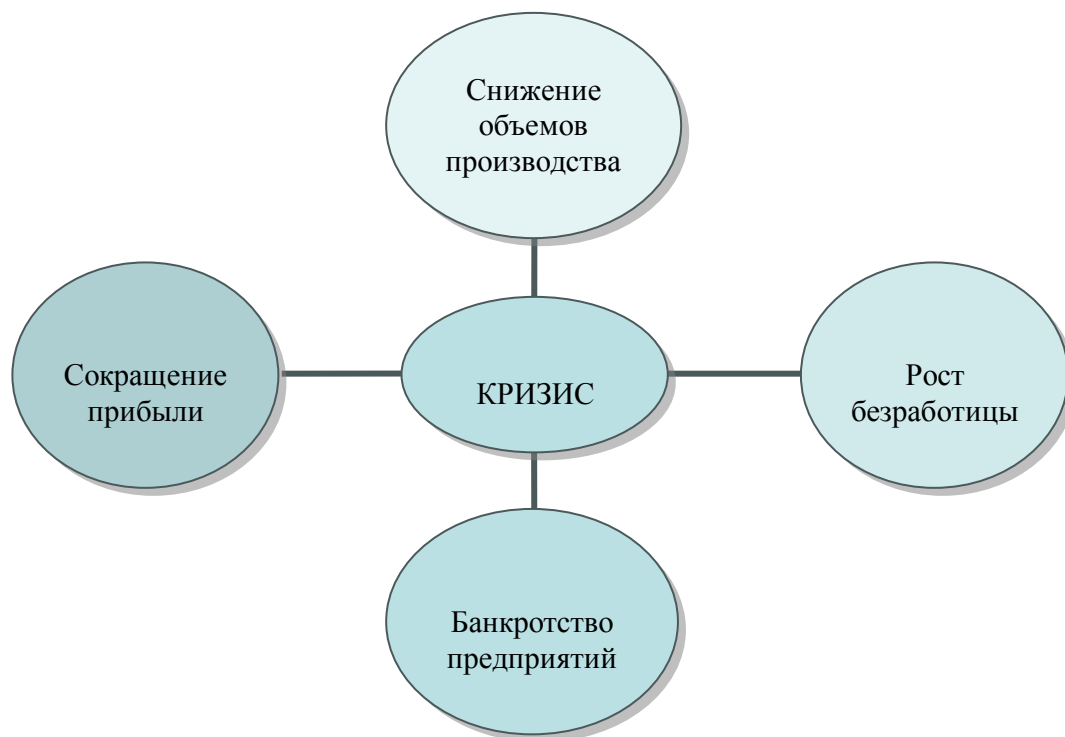 Снижение
объемов
производства
Сокращение
прибыли
КРИЗИС
Рост
безработицы
Банкротство
предприятий